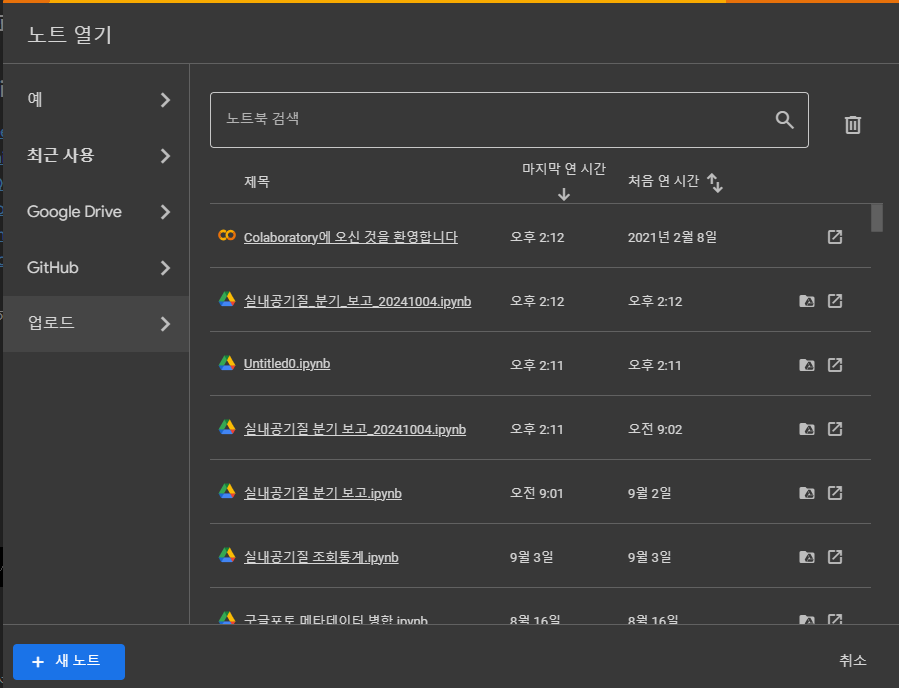 노트 열기
예
최근 사용
Google Drive
GitHub
업로드
노트북 검색
제목 마지막 연 시간 처음 연 시간
Colaboratory에 오신 것을 환영합니다 오후 2:12 2021년 2월 8일
실내공기질_분기_보고_20241004.ipynb 오후 2:12 오후 2:12
Untitled0.ipynb 오후 2:11 오후 2:11
실내공기질 분기 보고_20241004.ipynb 오후 2:11 오전 9:02
실내공기질 분기 보고.ipynb 오전 9:01 9월 2일
실내공기질 조회통계.ipynb 9월 3일 9월 3일
구글포토 메타데이터 병합.ipynb 8월 16일 8월 16일
+ 새 노트
취소